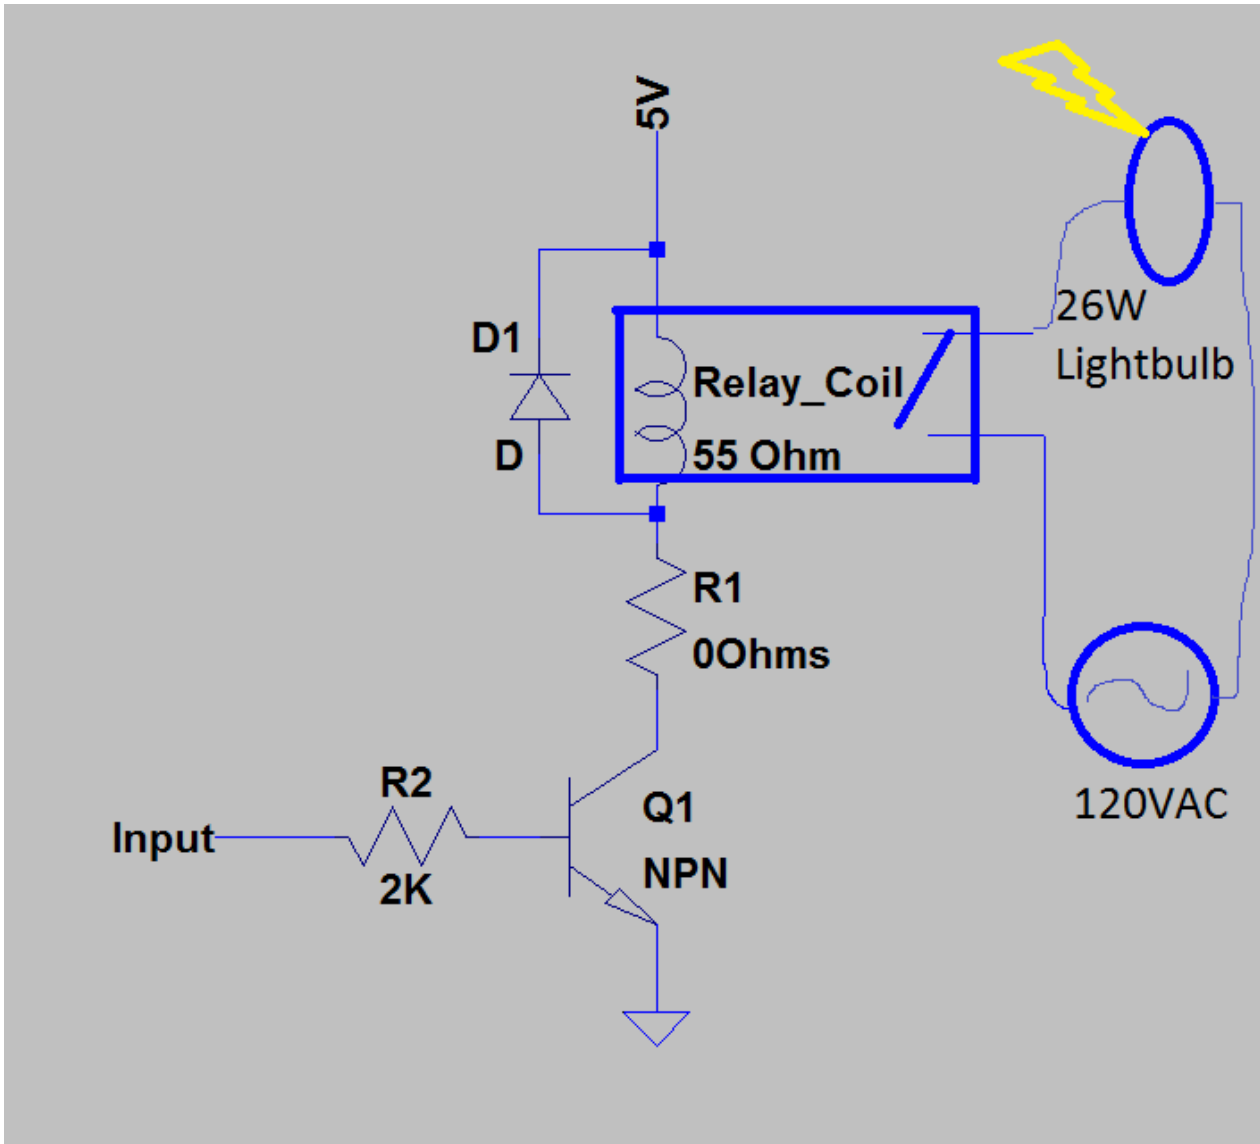 5V
D1
D
Relay_Coil
55 Ohm
26W
Lightbulb
R1
0Ohms
120VAC
R2
Input
2K
Q1
NPN